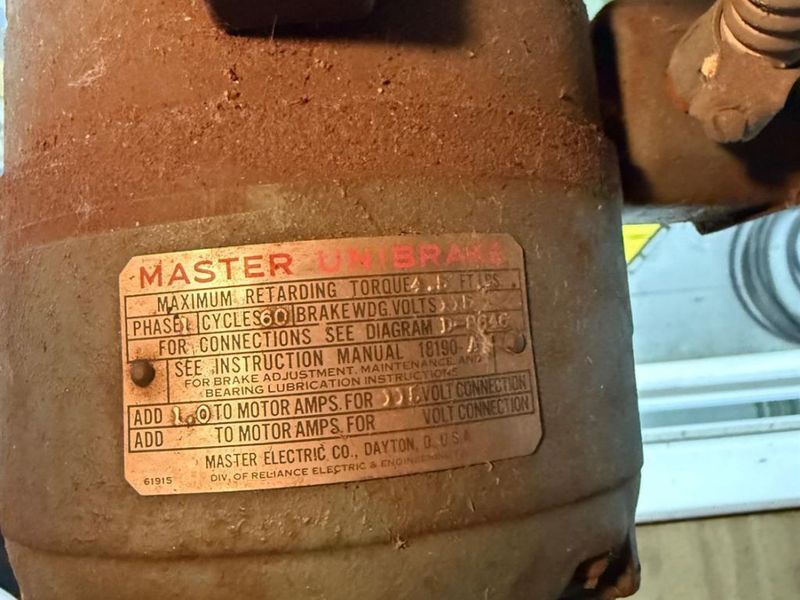 MASTER UNIBRAKE
MAXIMUM RETARDING TORQUE FT LBS.
PHASE 1 CYCLES 60 BRAKE WDG. VOLTS
FOR CONNECTIONS SEE DIAGRAM
SEE INSTRUCTION MANUAL 18190-
FOR BRAKE ADJUSTMENT, MAINTENANCE, AND
BEARING LUBRICATION INSTRUCTIONS
ADD 1.0 TO MOTOR AMPS. FOR VOLT CONNECTION
ADD TO MOTOR AMPS. FOR VOLT CONNECTION
MASTER ELECTRIC CO., DAYTON, O. U.S.A.
61915 DIV. OF RELIANCE ELECTRIC & ENGINEERING